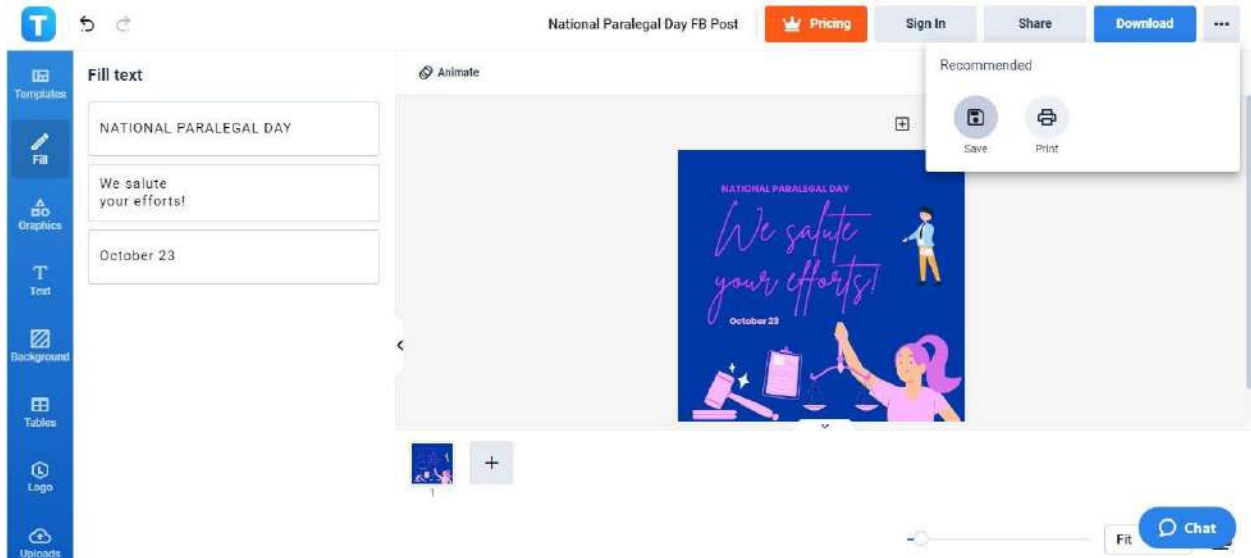 T
National Paralegal Day FB Post
Pricing
Sign In
Share
Download
Templates
Fill
Graphics
Text
Background
Tables
Logo
Uploads
Fill text
NATIONAL PARALEGAL DAY
We salute
your efforts!
October 23
Animate
Recommended
Save
Print
NATIONAL PARALEGAL DAY
We salute
your efforts!
October 23
1
Fit
Chat